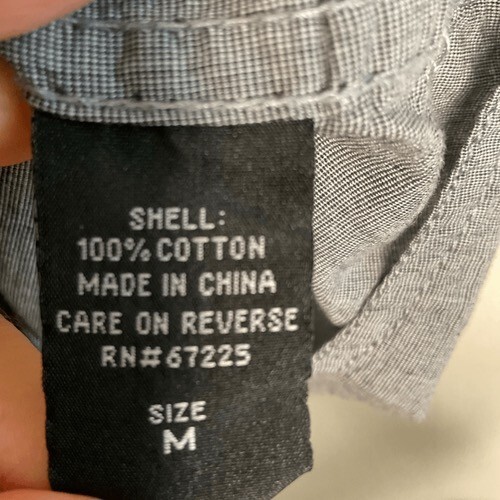 SHELL:
100% COTTON
MADE IN CHINA
CARE ON REVERSE
RN#67225
SIZE
M